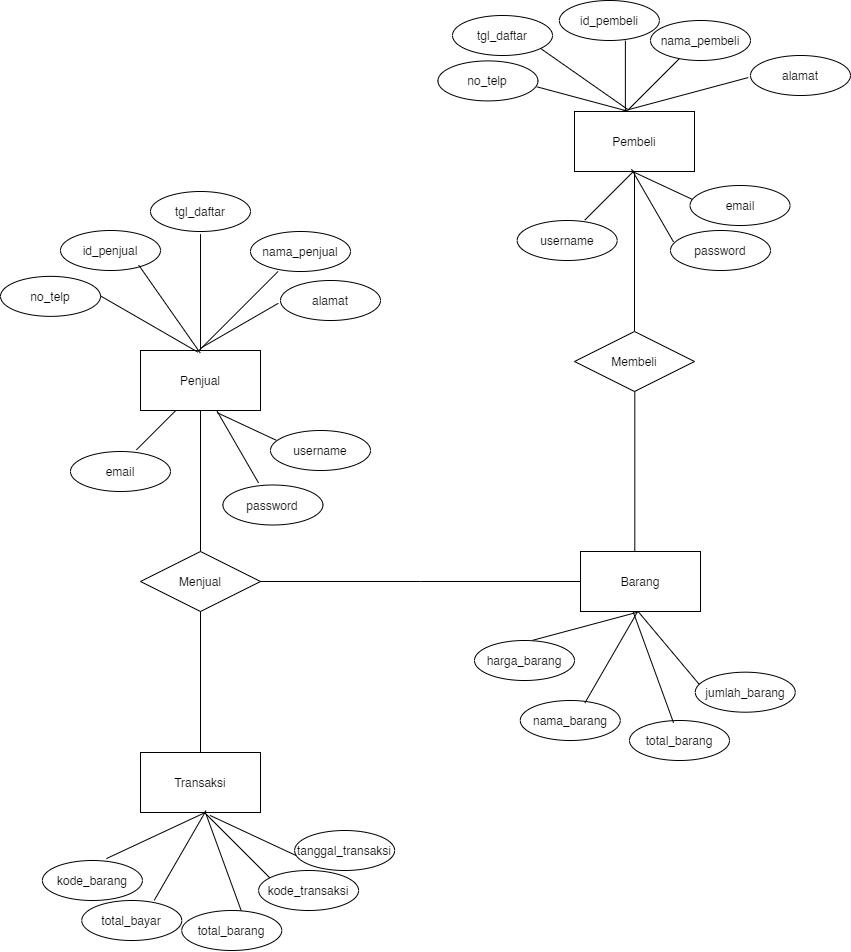 id_pembeli
tgl_daftar
nama_pembeli
no_telp
alamat
Pembeli
email
username
password
tgl_daftar
id_penjual
nama_penjual
no_telp
alamat
Penjual
Membeli
username
email
password
Menjual
Barang
harga_barang
jumlah_barang
nama_barang
total_barang
Transaksi
tanggal_transaksi
kode_barang
kode_transaksi
total_bayar
total_barang